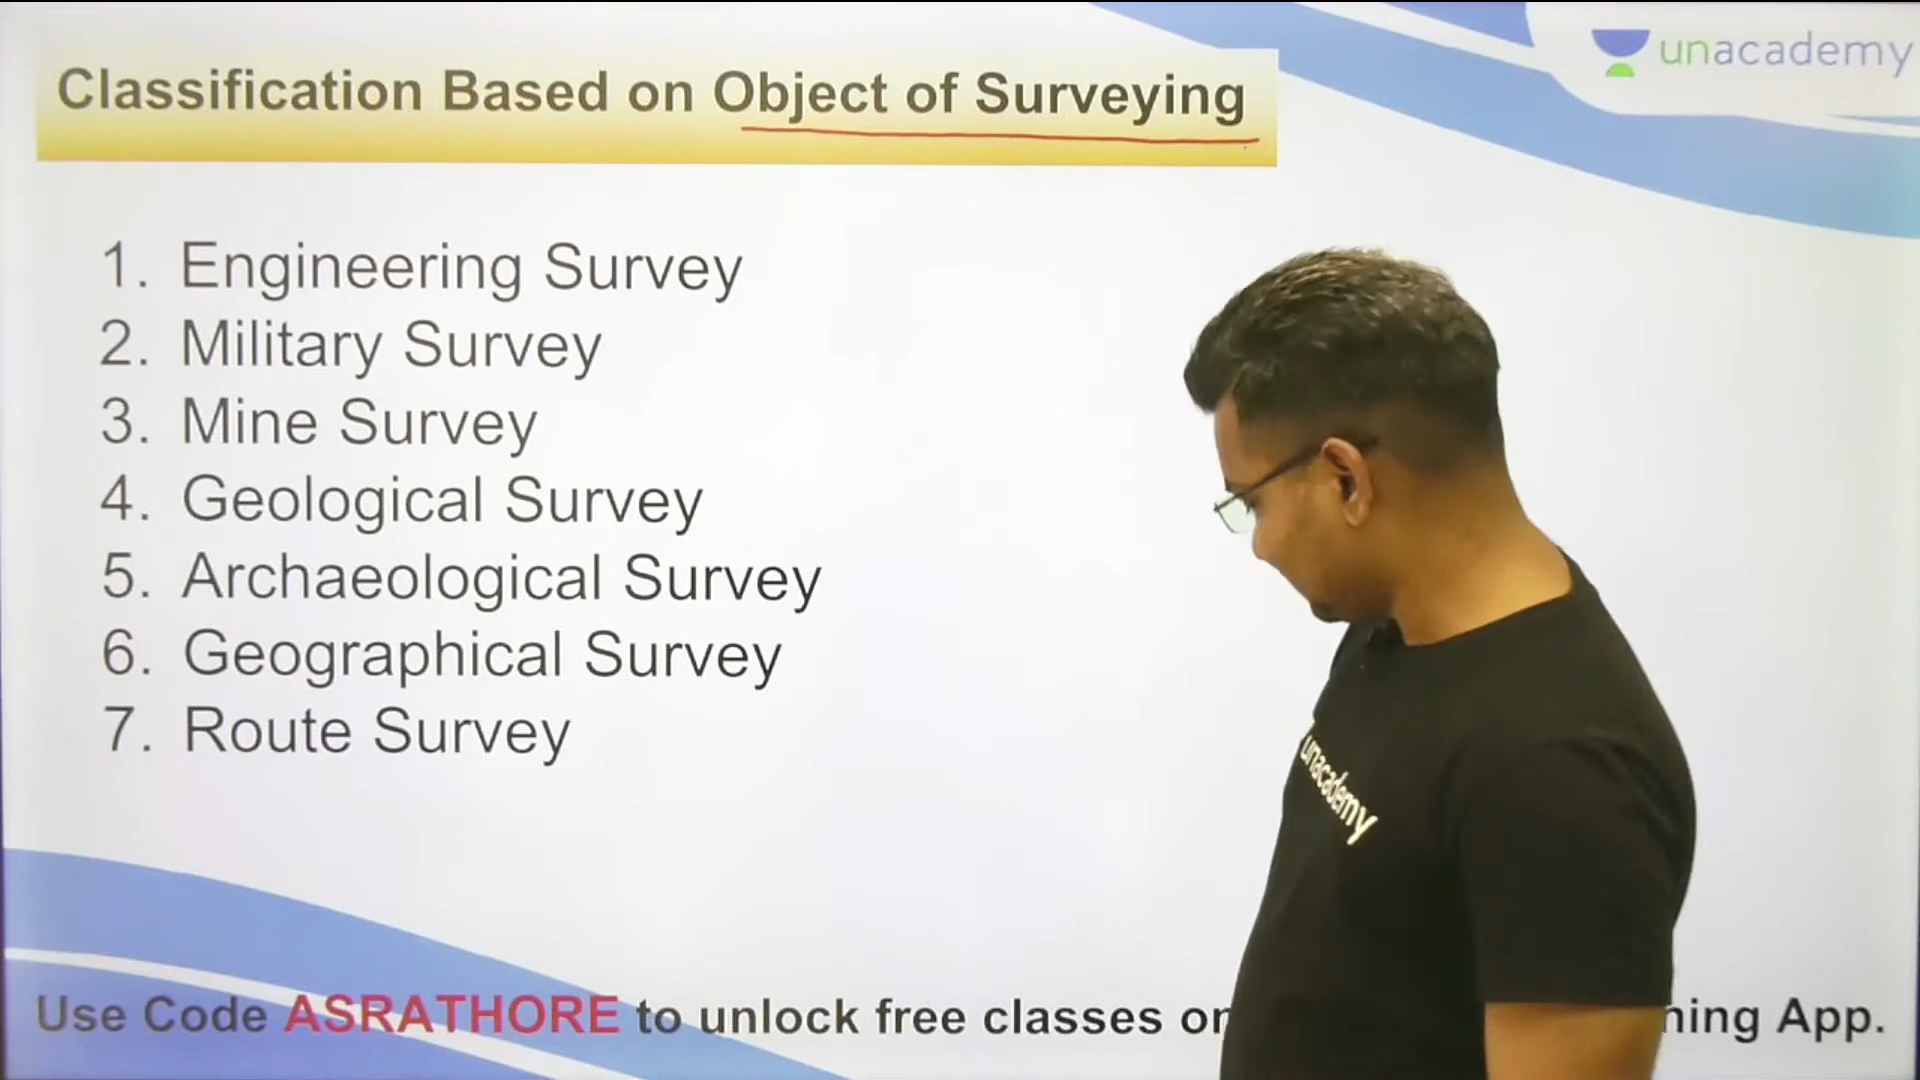 unacademy
Classification Based on Object of Surveying
1. Engineering Survey
2. Military Survey
3. Mine Survey
4. Geological Survey
5. Archaeological Survey
6. Geographical Survey
7. Route Survey
unacademy
Use Code ASRATHORE to unlock free classes on App.